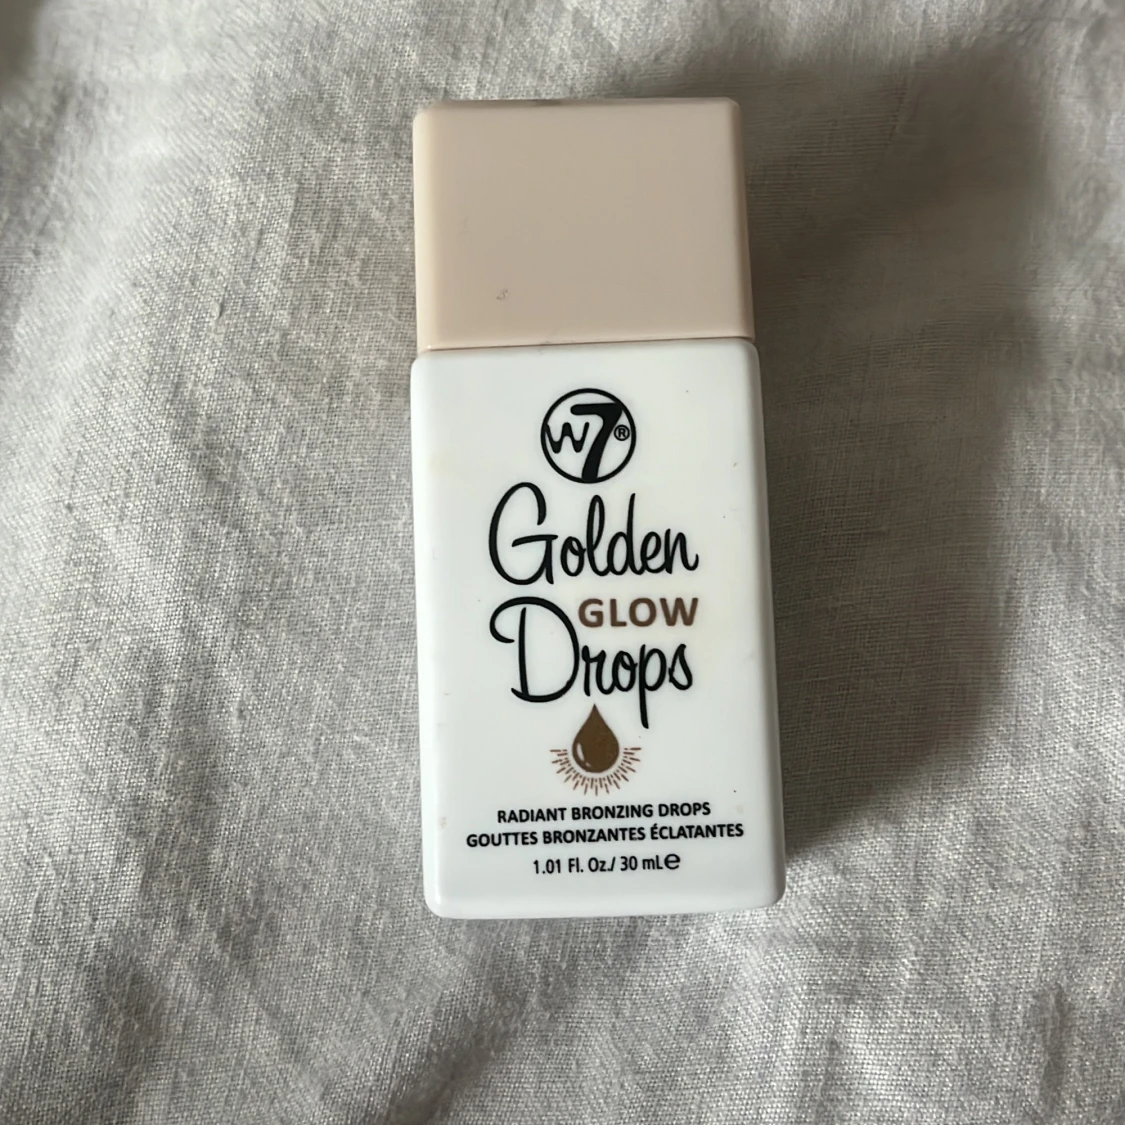 W7®
Golden
GLOW
Drops
RADIANT BRONZING DROPS
GOUTTES BRONZANTES ÉCLATANTES
1.01 Fl. Oz./ 30 mL℮